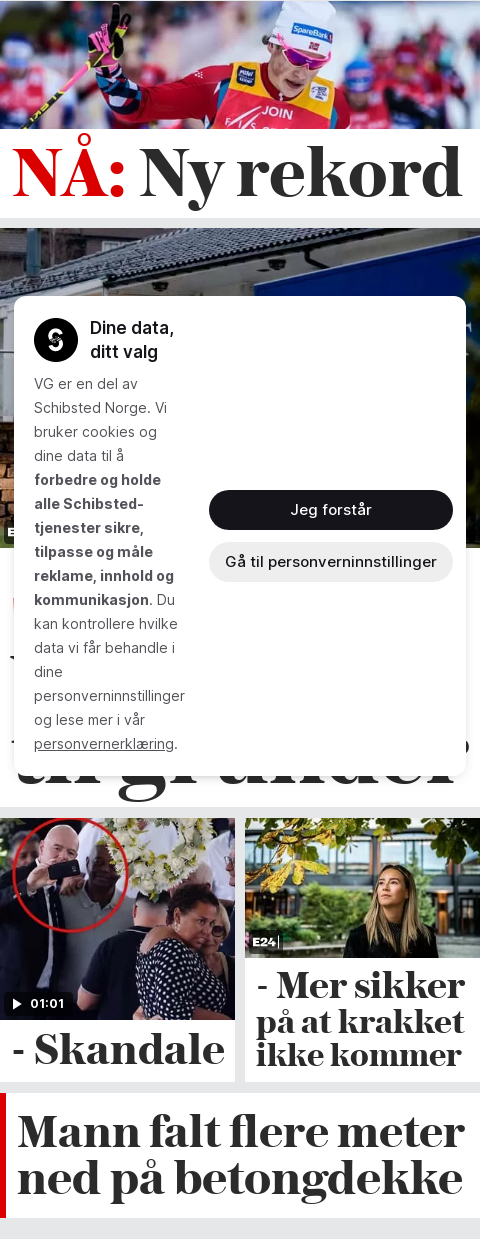 SpareBank
JOIN
NÅ: Ny rekord
Dine data,
ditt valg
VG er en del av
Schibsted Norge. Vi
bruker cookies og
dine data til å
forbedre og holde
alle Schibsted-
tjenester sikre,
tilpasse og måle
reklame, innhold og
kommunikasjon. Du
kan kontrollere hvilke
data vi får behandle i
dine
personverninnstillinger
og lese mer i vår
personvernerklæring.
Jeg forstår
Gå til personverninnstillinger
01:01
- Skandale
E24
- Mer sikker
på at krakket
ikke kommer
Mann falt flere meter
ned på betongdekke